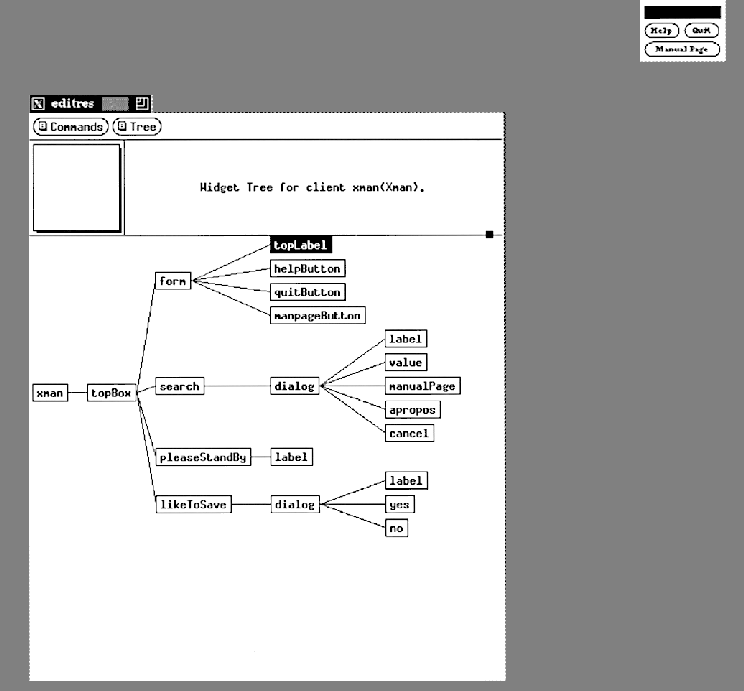 Help Quit
Manual Page
editres
Commands Tree
Widget Tree for client xman(Xman).
topLabel
helpButton
form
quitButton
manpageButton
label
value
xman topBox search dialog manualPage
apropos
cancel
pleaseStandBy label
label
likeToSave dialog yes
no